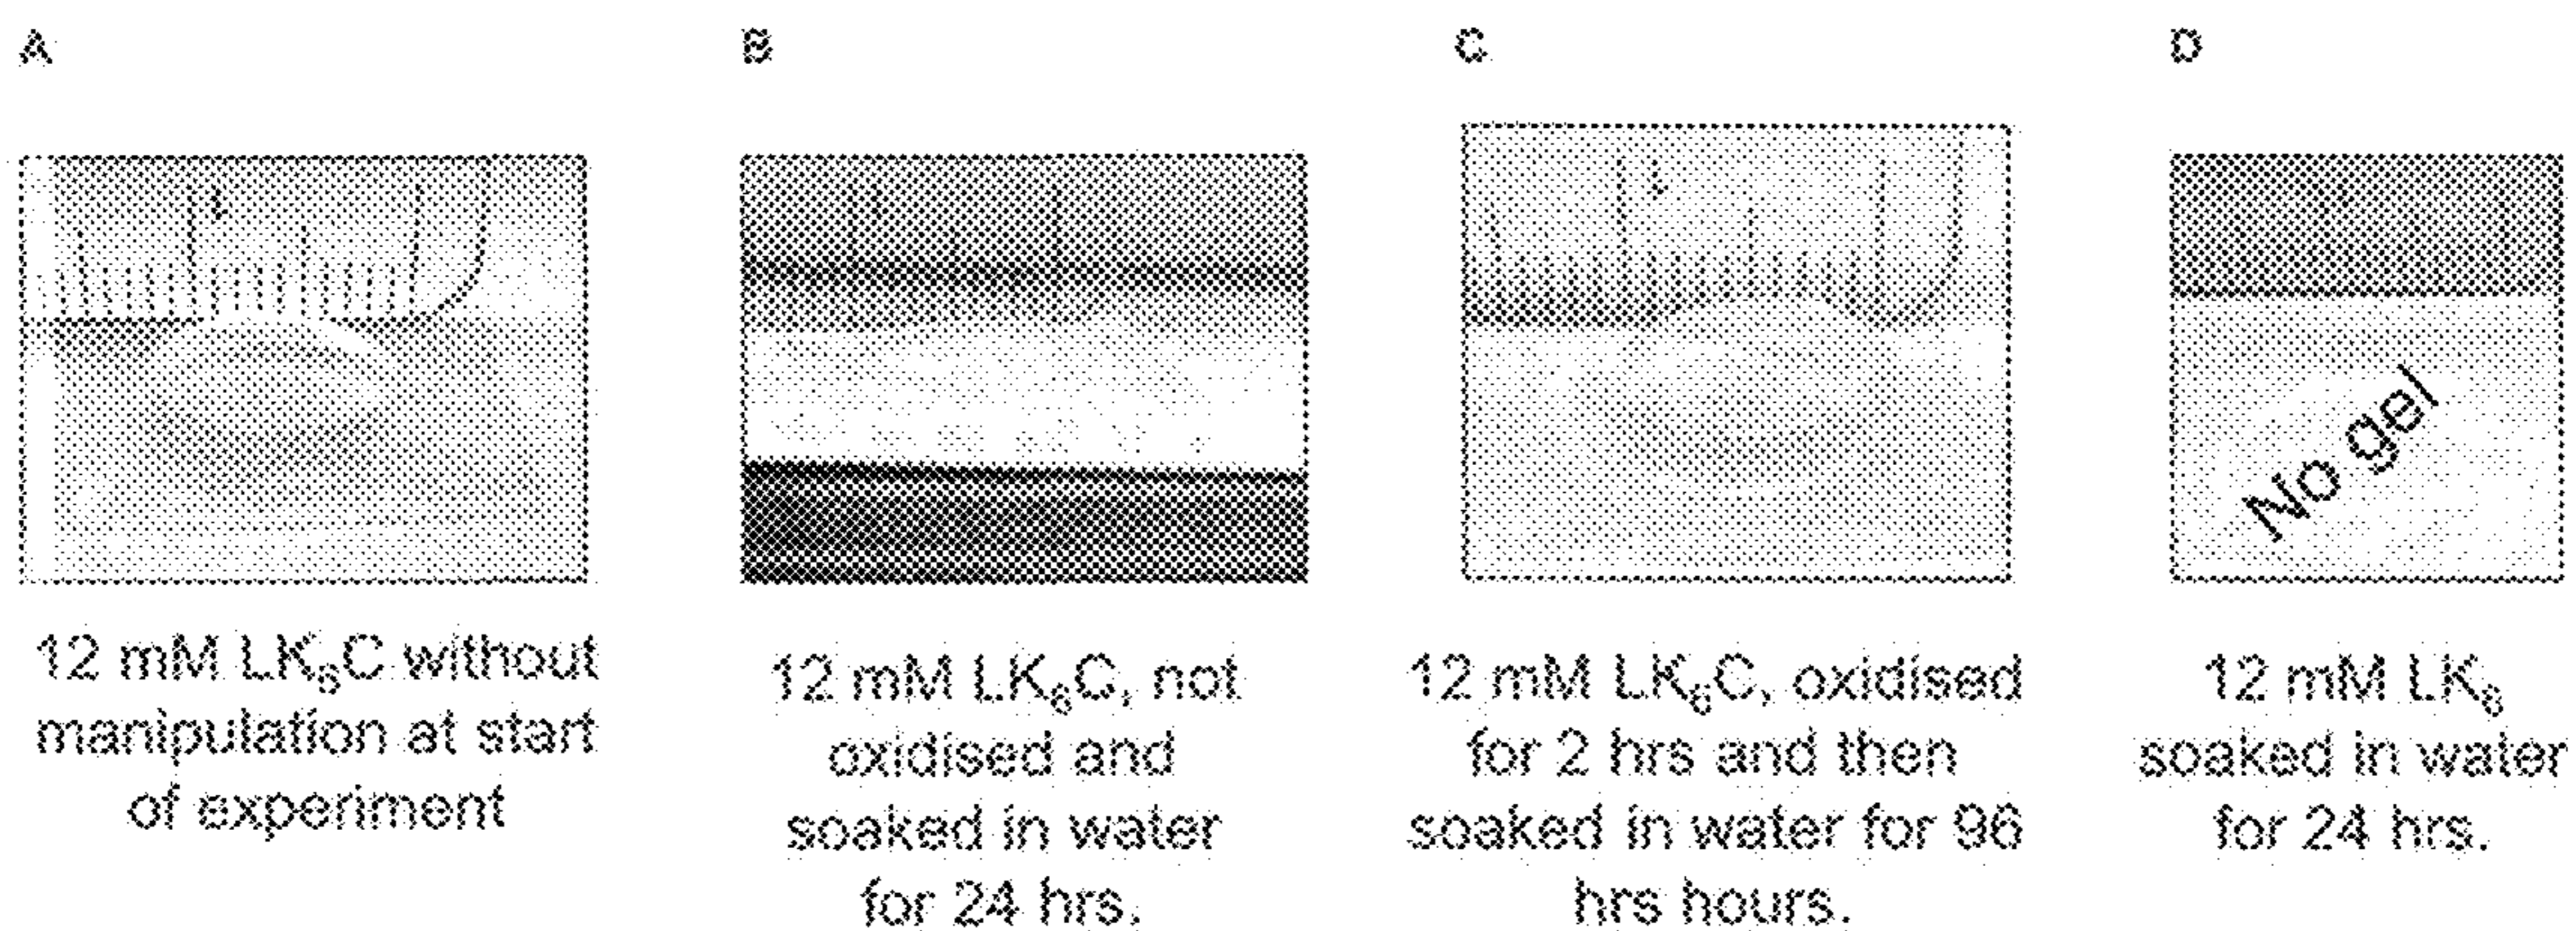 A
B
C
D
No gel
12 mM LK₆C without
manipulation at start
of experiment
12 mM LK₆C, not
oxidised and
soaked in water
for 24 hrs.
12 mM LK₆C, oxidised
for 2 hrs and then
soaked in water for 96
hrs hours.
12 mM LK₆
soaked in water
for 24 hrs.